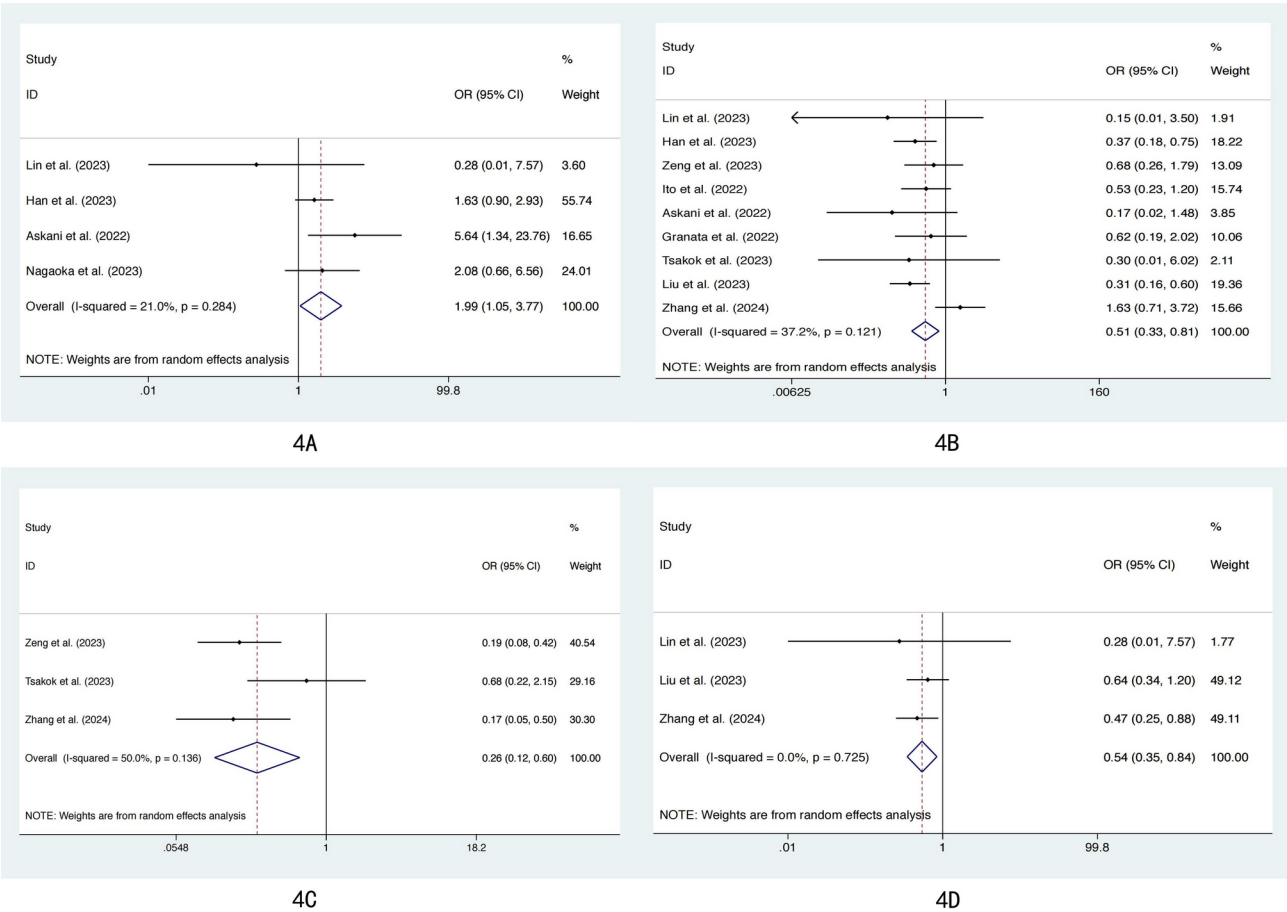 Study %
ID OR (95% CI) Weight
Lin et al. (2023) 0.28 (0.01, 7.57) 3.60
Han et al. (2023) 1.63 (0.90, 2.93) 55.74
Askani et al. (2022) 5.64 (1.34, 23.76) 16.65
Nagaoka et al. (2023) 2.08 (0.66, 6.56) 24.01
Overall (I-squared = 21.0%, p = 0.284) 1.99 (1.05, 3.77) 100.00
NOTE: Weights are from random effects analysis
.01 1 99.8
4A
Study %
ID OR (95% CI) Weight
Lin et al. (2023) 0.15 (0.01, 3.50) 1.91
Han et al. (2023) 0.37 (0.18, 0.75) 18.22
Zeng et al. (2023) 0.68 (0.26, 1.79) 13.09
Ito et al. (2022) 0.53 (0.23, 1.20) 15.74
Askani et al. (2022) 0.17 (0.02, 1.48) 3.85
Granata et al. (2022) 0.62 (0.19, 2.02) 10.06
Tsakok et al. (2023) 0.30 (0.01, 6.02) 2.11
Liu et al. (2023) 0.31 (0.16, 0.60) 19.36
Zhang et al. (2024) 1.63 (0.71, 3.72) 15.66
Overall (I-squared = 37.2%, p = 0.121) 0.51 (0.33, 0.81) 100.00
NOTE: Weights are from random effects analysis
.00625 1 160
4B
Study %
ID OR (95% CI) Weight
Zeng et al. (2023) 0.19 (0.08, 0.42) 40.54
Tsakok et al. (2023) 0.68 (0.22, 2.15) 29.16
Zhang et al. (2024) 0.17 (0.05, 0.50) 30.30
Overall (I-squared = 50.0%, p = 0.136) 0.26 (0.12, 0.60) 100.00
NOTE: Weights are from random effects analysis
.0548 1 18.2
4C
Study %
ID OR (95% CI) Weight
Lin et al. (2023) 0.28 (0.01, 7.57) 1.77
Liu et al. (2023) 0.64 (0.34, 1.20) 49.12
Zhang et al. (2024) 0.47 (0.25, 0.88) 49.11
Overall (I-squared = 0.0%, p = 0.725) 0.54 (0.35, 0.84) 100.00
NOTE: Weights are from random effects analysis
.01 1 99.8
4D